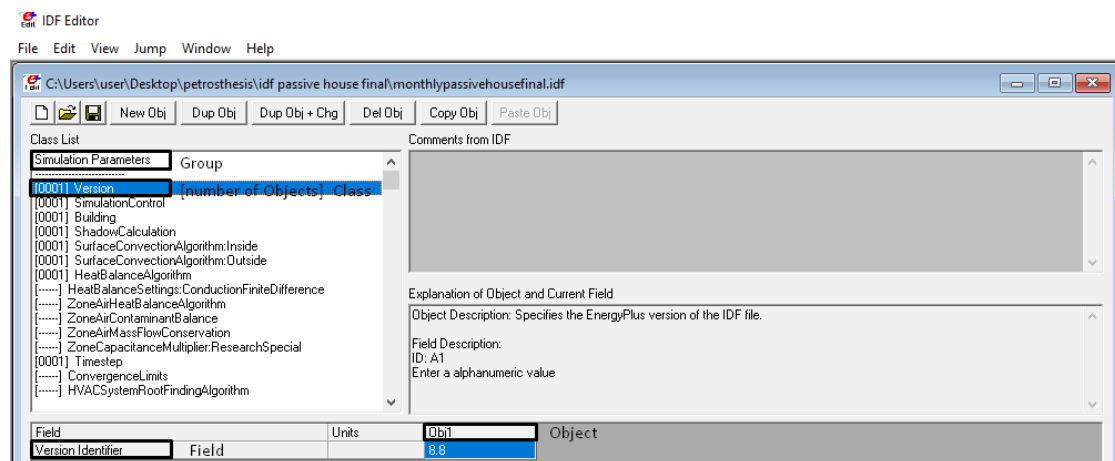 IDF Editor
File Edit View Jump Window Help
C:\Users\user\Desktop\petrosthesis\idf passive house final\monthlypassivehousefinal.idf
New Obj Dup Obj Dup Obj + Chg Del Obj Copy Obj Paste Obj
Class List
Comments from IDF
Simulation Parameters Group
[0001] Version [number of Objects] Class
[0001] SimulationControl
[0001] Building
[0001] ShadowCalculation
[0001] SurfaceConvectionAlgorithm:Inside
[0001] SurfaceConvectionAlgorithm:Outside
[0001] HeatBalanceAlgorithm
[------] HeatBalanceSettings:ConductionFiniteDifference
[------] ZoneAirHeatBalanceAlgorithm
[------] ZoneAirContaminantBalance
[------] ZoneAirMassFlowConservation
[------] ZoneCapacitanceMultiplier:ResearchSpecial
[0001] Timestep
[------] ConvergenceLimits
[------] HVACSystemRootFindingAlgorithm
Explanation of Object and Current Field
Object Description: Specifies the EnergyPlus version of the IDF file.
Field Description:
ID: A1
Enter a alphanumeric value
Field Units Obj1 Object
Version Identifier Field 8.8